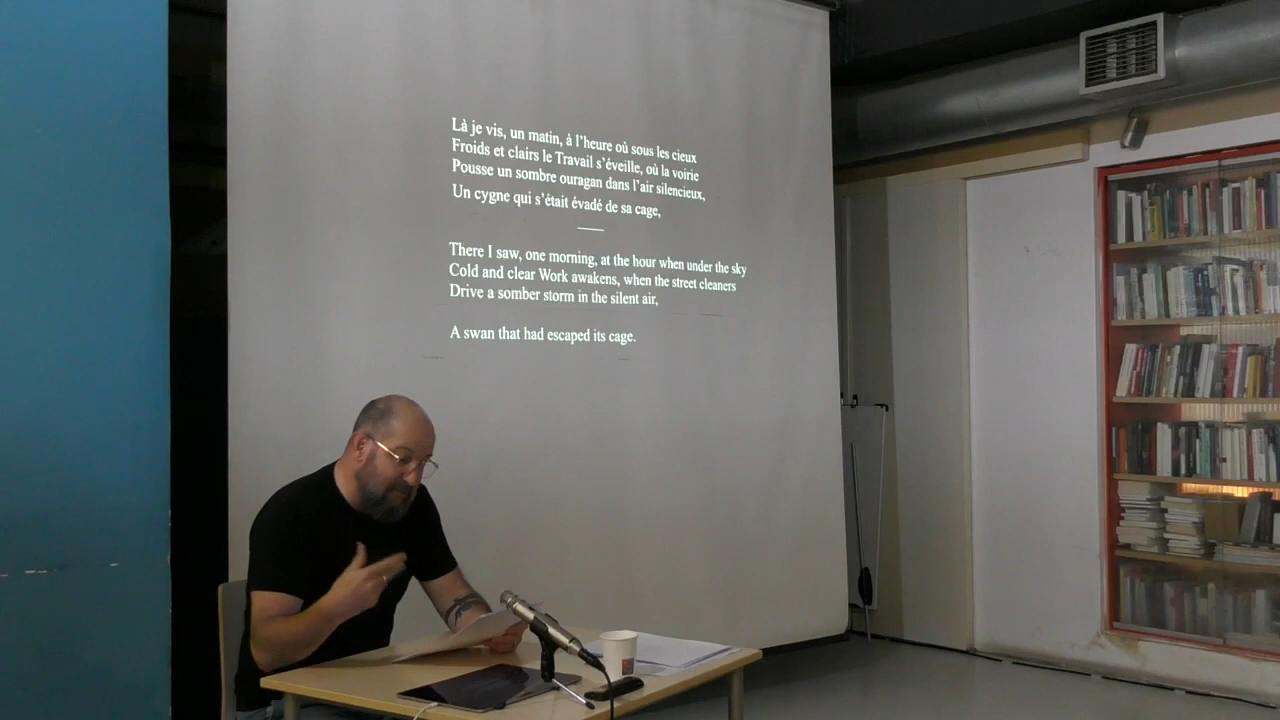 Là je vis, un matin, à l’heure où sous les cieux
Froids et clairs le Travail s’éveille, où la voirie
Pousse un sombre ouragan dans l’air silencieux,
Un cygne qui s’était évadé de sa cage,
There I saw, one morning, at the hour when under the sky
Cold and clear Work awakens, when the street cleaners
Drive a somber storm in the silent air,
A swan that had escaped its cage.